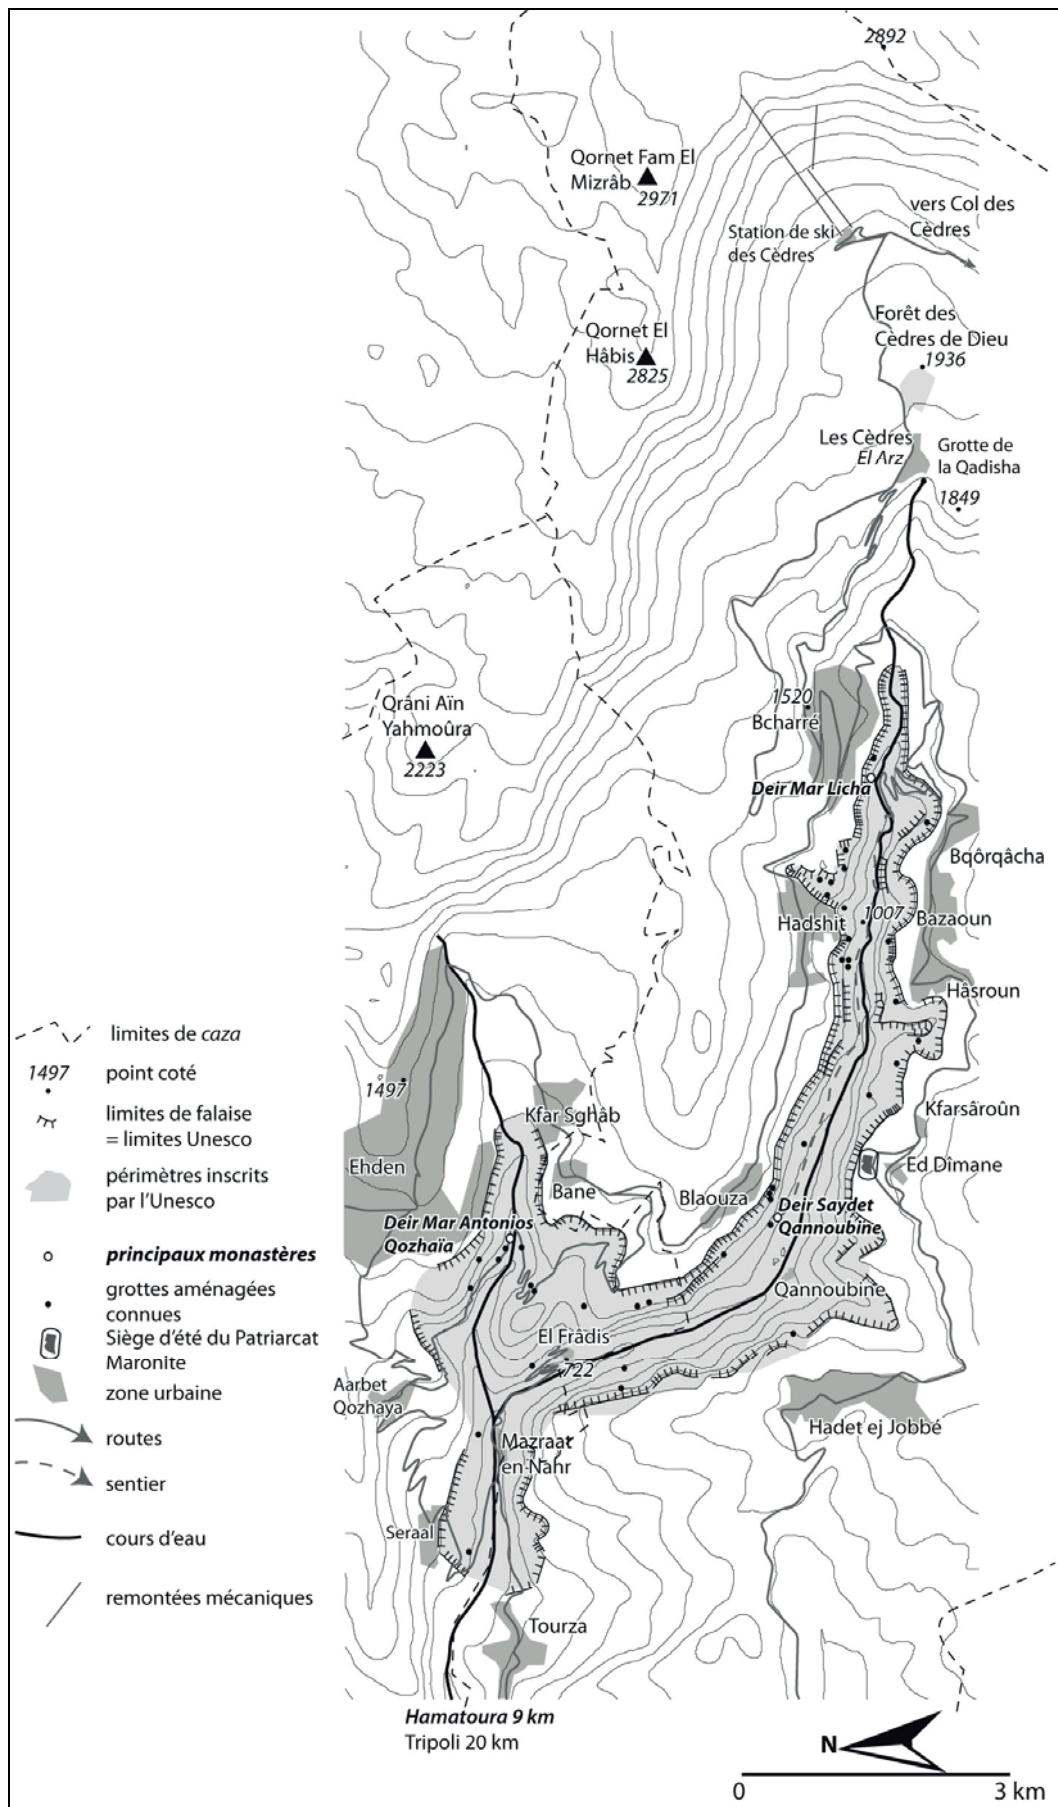 2892
Qornet Fam El
Mizrâb
2971
vers Col des
Cèdres
Station de ski
des Cèdres
Forêt des
Cèdres de Dieu
1936
Qornet El
Hâbis
2825
Les Cèdres
El Arz
Grotte de
la Qadisha
1849
Qrâni Aïn
Yahmoûra
2223
1520
Bcharré
Deir Mar Licha
Bqôrqâcha
1007
Hadshit
Bazaoun
Hâsroun
limites de caza
1497
point coté
limites de falaise
= limites Unesco
périmètres inscrits
par l'Unesco
principaux monastères
grottes aménagées
connues
Siège d'été du Patriarcat
Maronite
zone urbaine
routes
sentier
cours d'eau
remontées mécaniques
1497
Kfar Sghâb
Kfarsâroûn
Ehden
Bane
Blaouza
Ed Dîmane
Deir Mar Antonios
Qozhaïa
Deir Saydet
Qannoubine
Qannoubine
El Frâdis
722
Aarbet
Qozhaya
Hadet ej Jobbé
Mazraat
en Nahr
Seraal
Tourza
Hamatoura 9 km
Tripoli 20 km
N
0
3 km